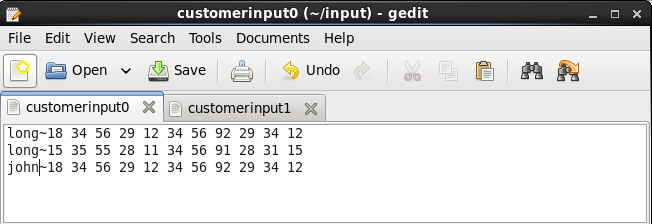 customerinput0 (~/input) - gedit
File Edit View Search Tools Documents Help
Open Save Undo
customerinput0 customerinput1
long~18 34 56 29 12 34 56 92 29 34 12
long~15 35 55 28 11 34 56 91 28 31 15
john~18 34 56 29 12 34 56 92 29 34 12